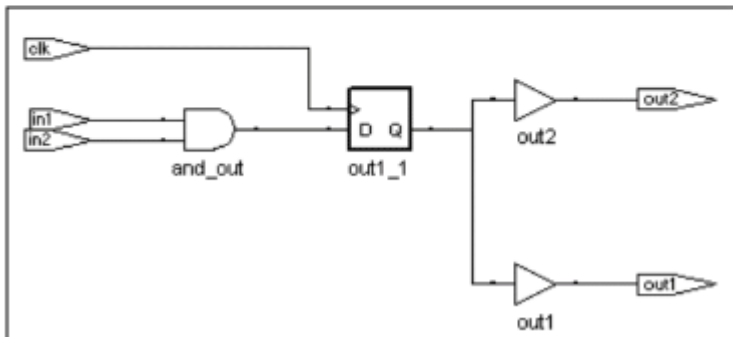 clk
in1
in2
and_out
D Q
out1_1
out2
out2
out1
out1